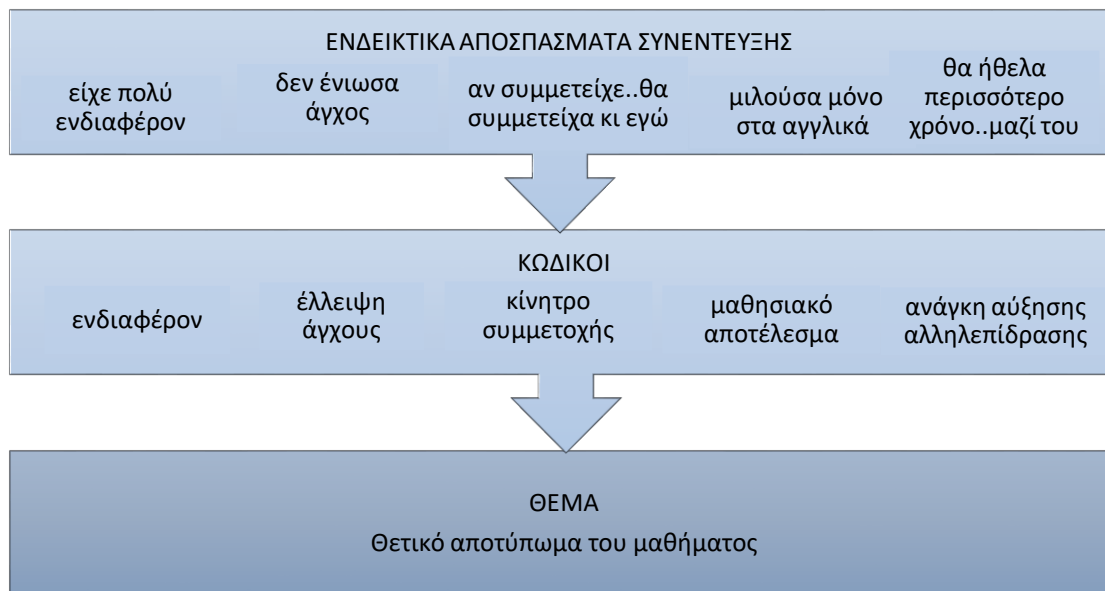 ΕΝΔΕΙΚΤΙΚΑ ΑΠΟΣΠΑΣΜΑΤΑ ΣΥΝΕΝΤΕΥΞΗΣ
είχε πολύ
ενδιαφέρον
δεν ένιωσα
άγχος
αν συμμετείχε..θα
συμμετείχα κι εγώ
μιλούσα μόνο
στα αγγλικά
θα ήθελα
περισσότερο
χρόνο..μαζί του
ΚΩΔΙΚΟΙ
ενδιαφέρον
έλλειψη
άγχους
κίνητρο
συμμετοχής
μαθησιακό
αποτέλεσμα
ανάγκη αύξησης
αλληλεπίδρασης
ΘΕΜΑ
Θετικό αποτύπωμα του μαθήματος